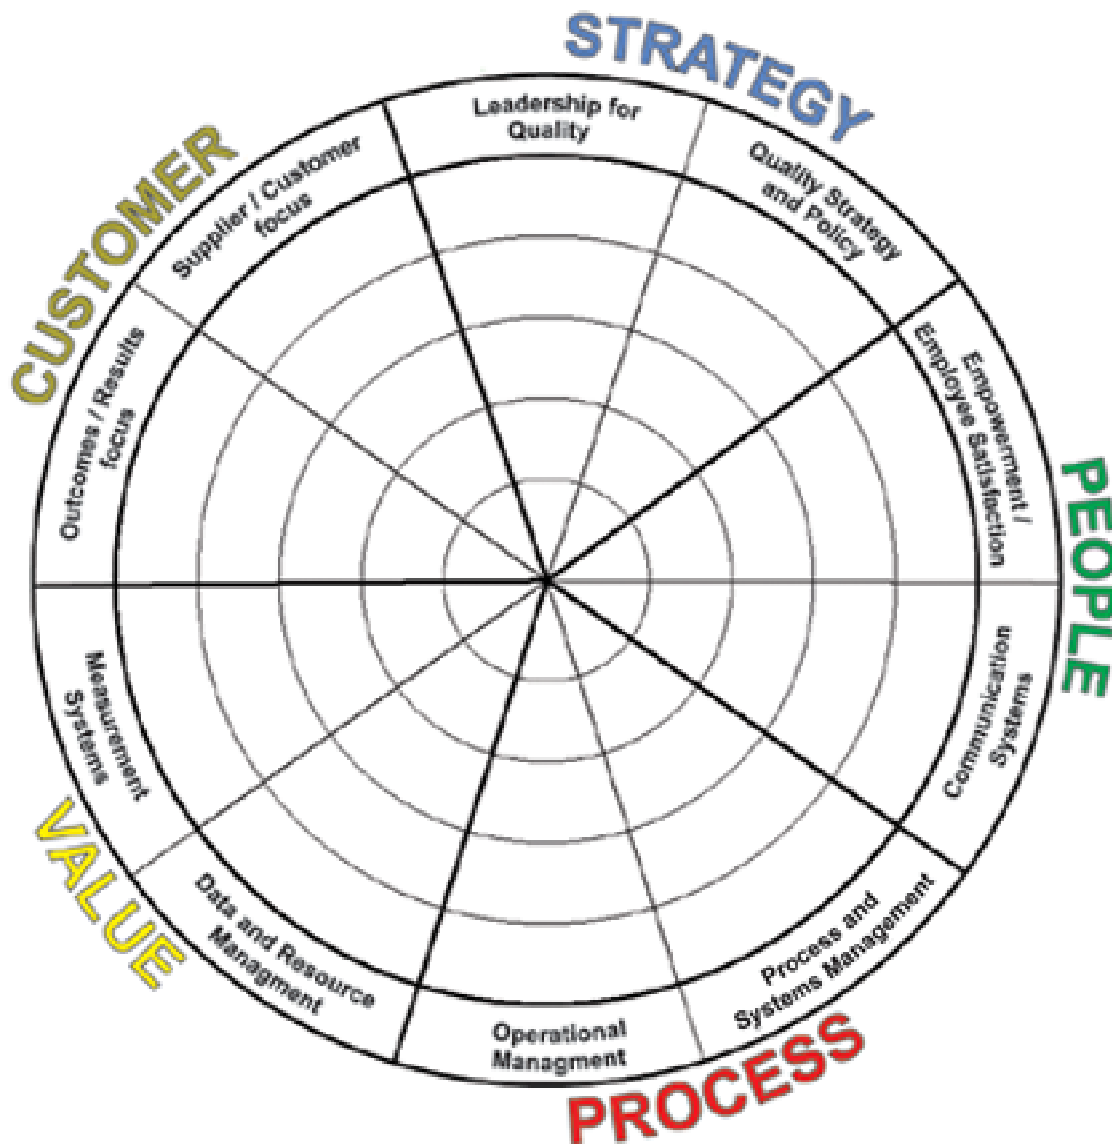 STRATEGY
Leadership for
Quality
Quality Strategy
and Policy
PEOPLE
Empowerment /
Employee Satisfaction
Communication
Systems
PROCESS
Process and
Systems Management
Operational
Managment
VALUE
Data and Resource
Managment
Measurement
Systems
CUSTOMER
Outcomes / Results
focus
Supplier / Customer
focus